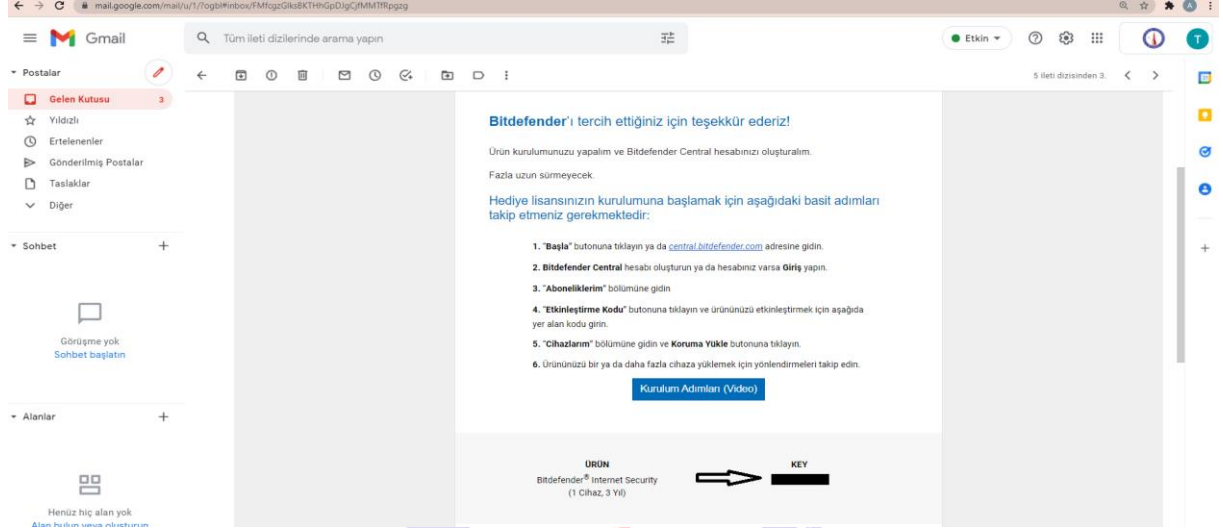 mail.google.com/mail/u/1/?ogbl#inbox/FMfcgzGlksBKTHhGpDJgCjfMMTfRpgzg
Gmail
Tüm ileti dizilerinde arama yapın
Etkin
T
Postalar
5 ileti dizisinden 3.
Gelen Kutusu 3
Yıldızlı
Ertelenenler
Gönderilmiş Postalar
Taslaklar
Diğer
Sohbet
Görüşme yok
Sohbet başlatın
Alanlar
Henüz hiç alan yok
Alan bulun veya oluşturun
Bitdefender'ı tercih ettiğiniz için teşekkür ederiz!
Ürün kurulumunuzu yapalım ve Bitdefender Central hesabınızı oluşturalım.
Fazla uzun sürmeyecek.
Hediye lisansınızın kurulumuna başlamak için aşağıdaki basit adımları
takip etmeniz gerekmektedir:
1. "Başla" butonuna tıklayın ya da central.bitdefender.com adresine gidin.
2. Bitdefender Central hesabı oluşturun ya da hesabınız varsa Giriş yapın.
3. "Aboneliklerim" bölümüne gidin
4. "Etkinleştirme Kodu" butonuna tıklayın ve ürününüzü etkinleştirmek için aşağıda
yer alan kodu girin.
5. "Cihazlarım" bölümüne gidin ve Koruma Yükle butonuna tıklayın.
6. Ürününüzü bir ya da daha fazla cihaza yüklemek için yönlendirmeleri takip edin.
Kurulum Adımları (Video)
ÜRÜN
Bitdefender® Internet Security
(1 Cihaz, 3 Yıl)
KEY